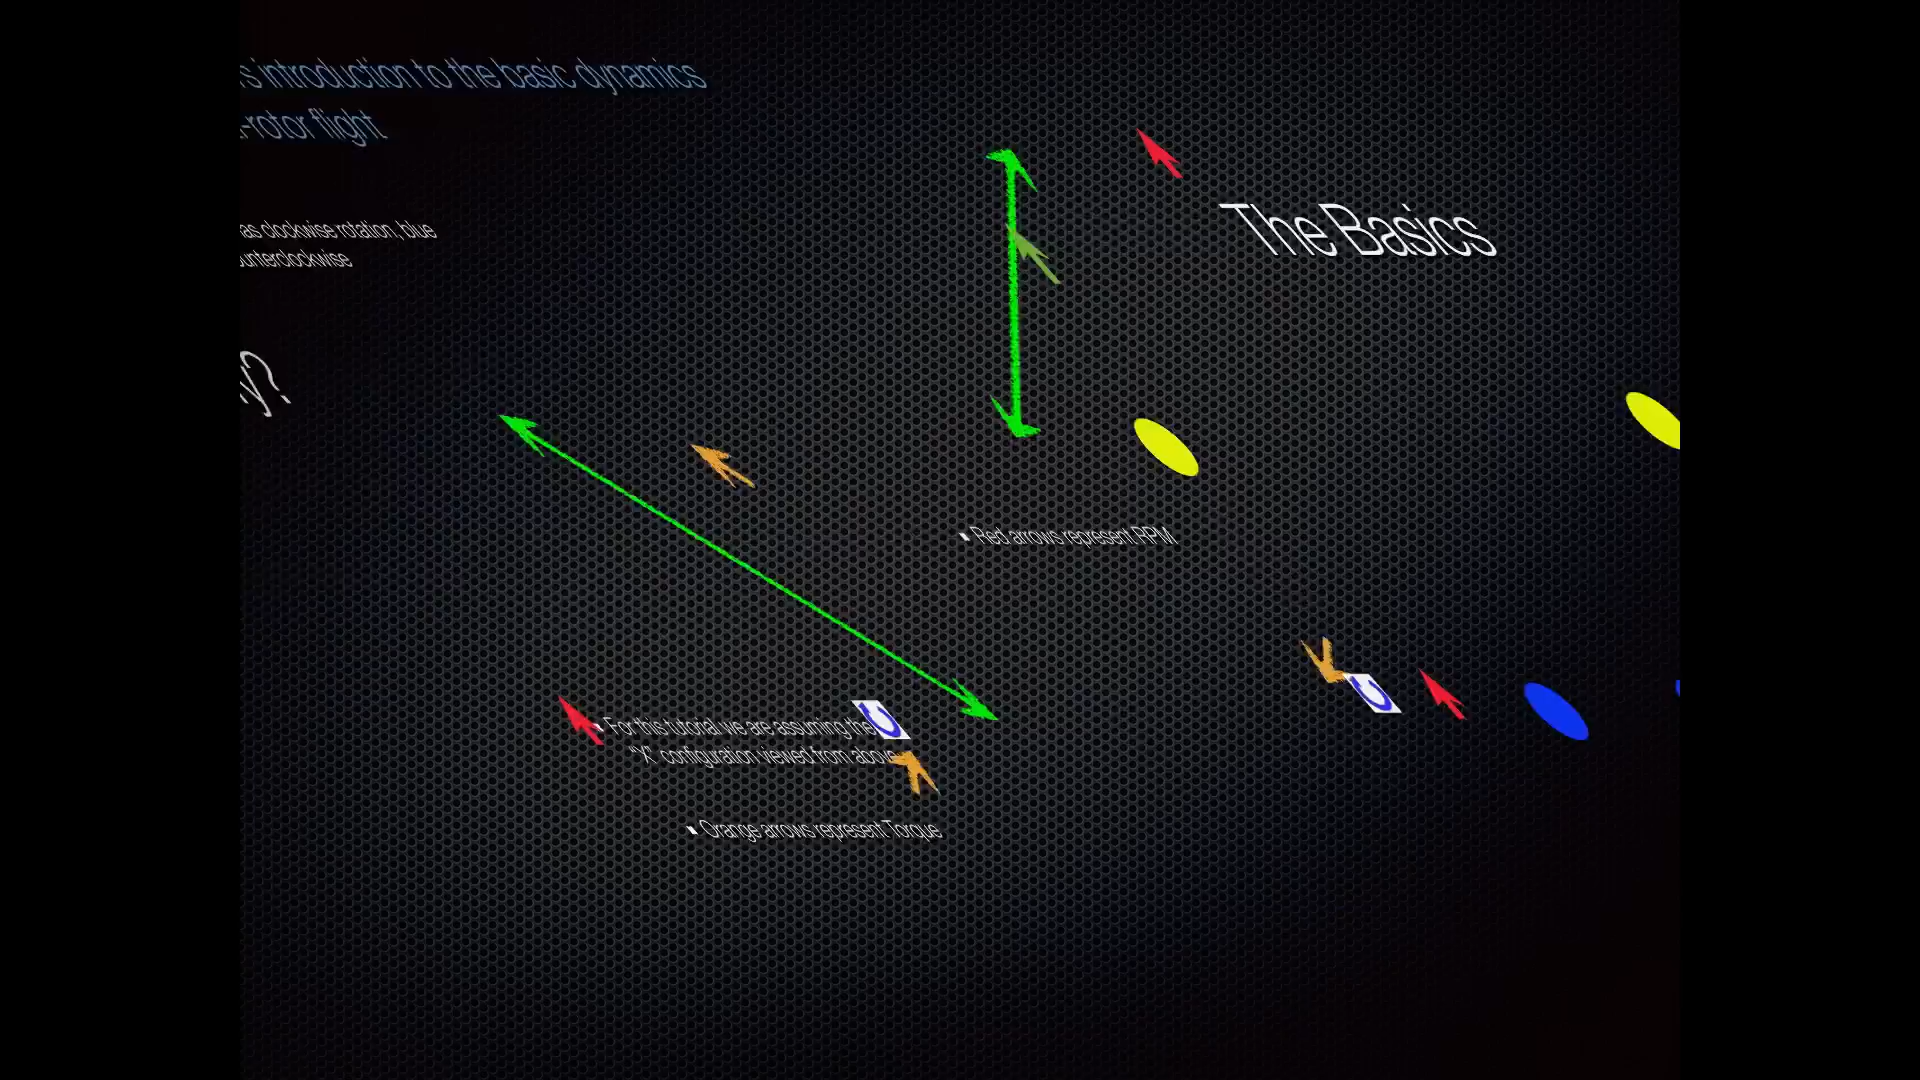 s introduction to the basic dynamics
-rotor flight
The Basics
as clockwise rotation, blue
unterclockwise
?
Red arrows represent RPM
For this tutorial we are assuming the
"X" configuration viewed from above
Orange arrows represent Torque